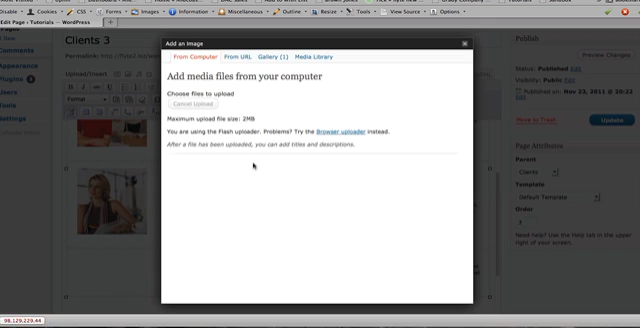 Disable Cookies CSS Forms Images Information Miscellaneous Outline Resize Tools View Source Options
Edit Page ‹ Tutorials — WordPress
Clients 3
Permalink:
Upload/Insert
Format
Comments
Appearance
Plugins
Users
Tools
Settings
Add an Image
From Computer From URL Gallery (1) Media Library
Add media files from your computer
Choose files to upload
Cancel Upload
Maximum upload file size: 2MB
You are using the Flash uploader. Problems? Try the Browser uploader instead.
After a file has been uploaded, you can add titles and descriptions.
Publish
Preview Changes
Status: Published Edit
Visibility: Public Edit
Published on: Nov 23, 2011 @ 20:22
Edit
Move to Trash
Update
Page Attributes
Parent
Clients
Template
Default Template
Order
Need help? Use the Help tab in the upper right of your screen.
98.129.229.44